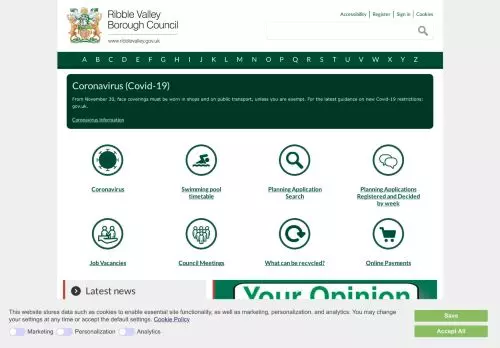 Ribble Valley
Borough Council
www.ribblevalley.gov.uk
Accessibility Register Sign in Cookies
A B C D E F G H I J K L M N O P Q R S T U V W X Y Z
Coronavirus (Covid-19)
From November 30, face coverings must be worn in shops and on public transport, unless you are exempt. For the latest guidance on new Covid-19 restrictions:
gov.uk.
Coronavirus information
Coronavirus
Swimming pool
timetable
Planning Application
Search
Planning Applications
Registered and Decided
by week
Job Vacancies
Council Meetings
What can be recycled?
Online Payments
Latest news
Your Opinion
This website stores data such as cookies to enable essential site functionality, as well as marketing, personalization, and analytics. You may change
your settings at any time or accept the default settings. Cookie Policy
Marketing Personalization Analytics
Save
Accept All